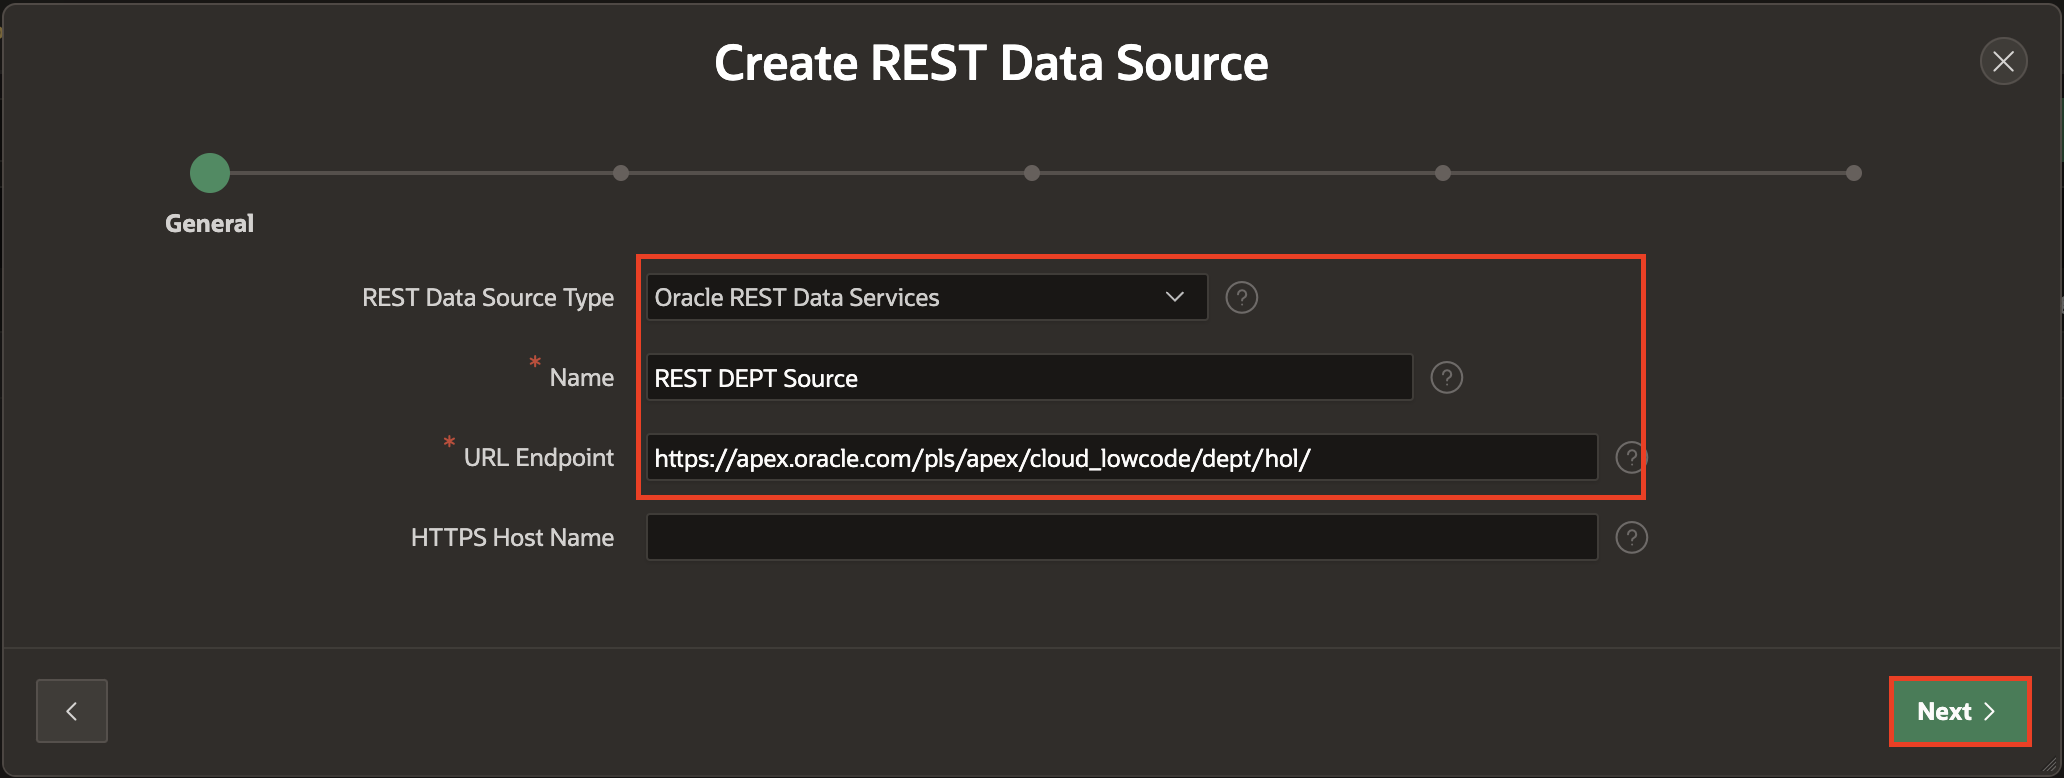 Create REST Data Source
General
REST Data Source Type
Oracle REST Data Services
?
* Name
REST DEPT Source
?
* URL Endpoint
https://apex.oracle.com/pls/apex/cloud_lowcode/dept/hol/
?
HTTPS Host Name
?
Next